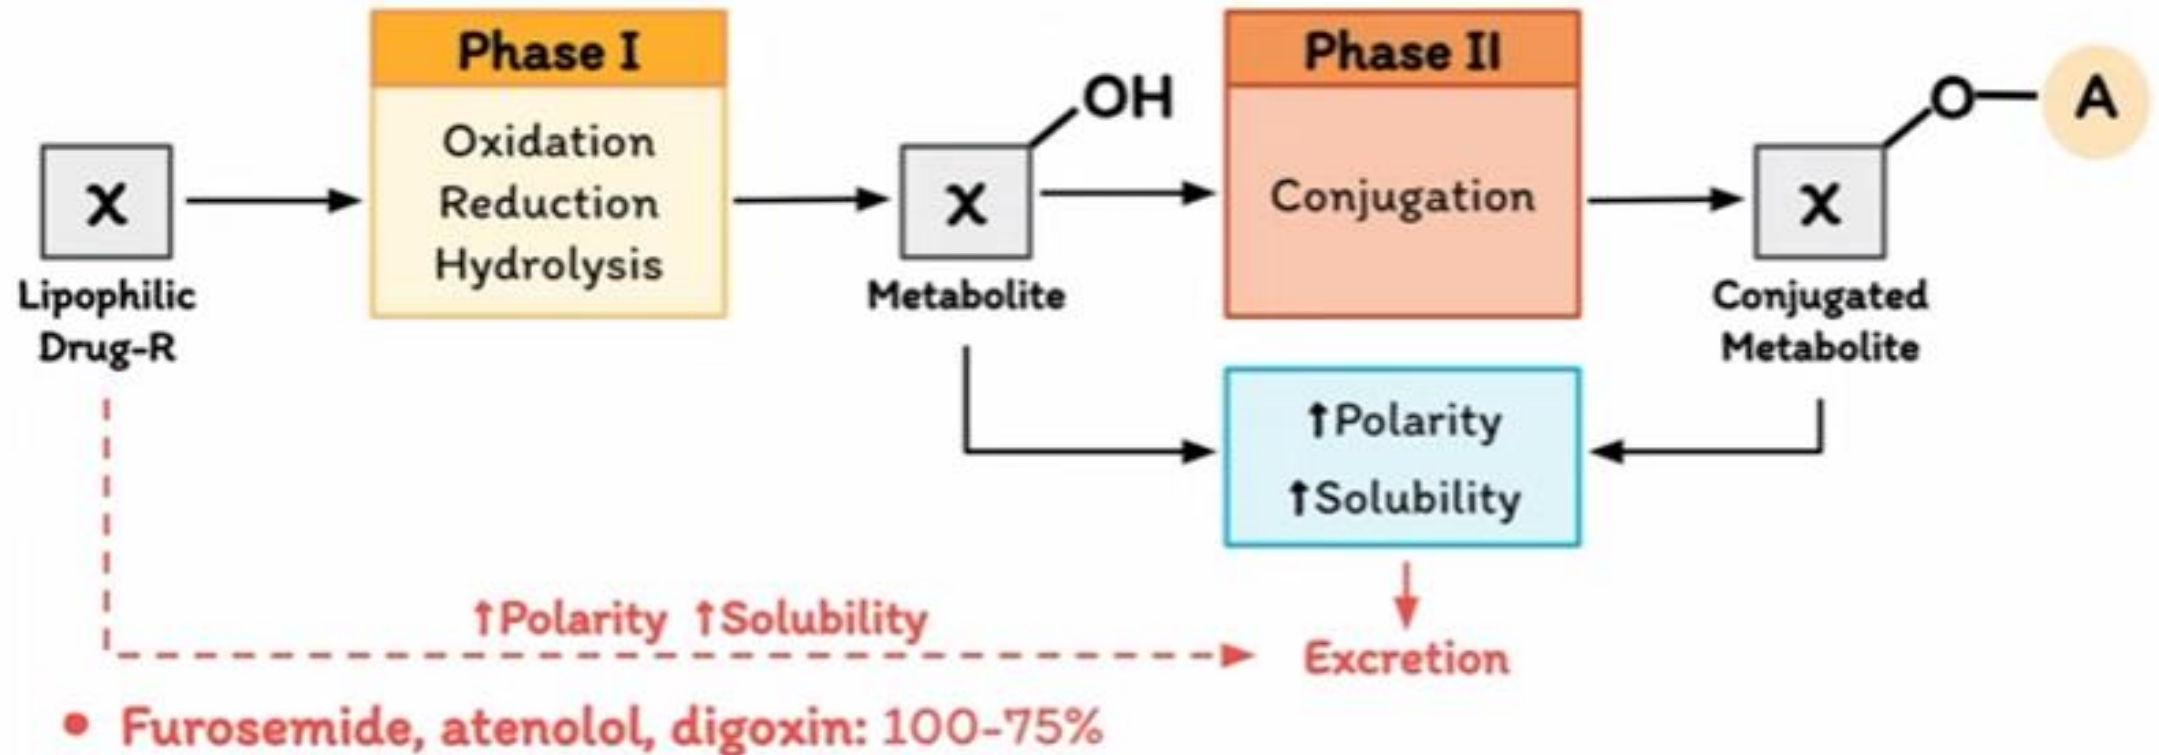 Phase I
Oxidation
Reduction
Hydrolysis
X
Lipophilic
Drug-R
X
OH
Metabolite
Phase II
Conjugation
X
O
A
Conjugated
Metabolite
↑Polarity
↑Solubility
↑Polarity ↑Solubility
Excretion
• Furosemide, atenolol, digoxin: 100-75%